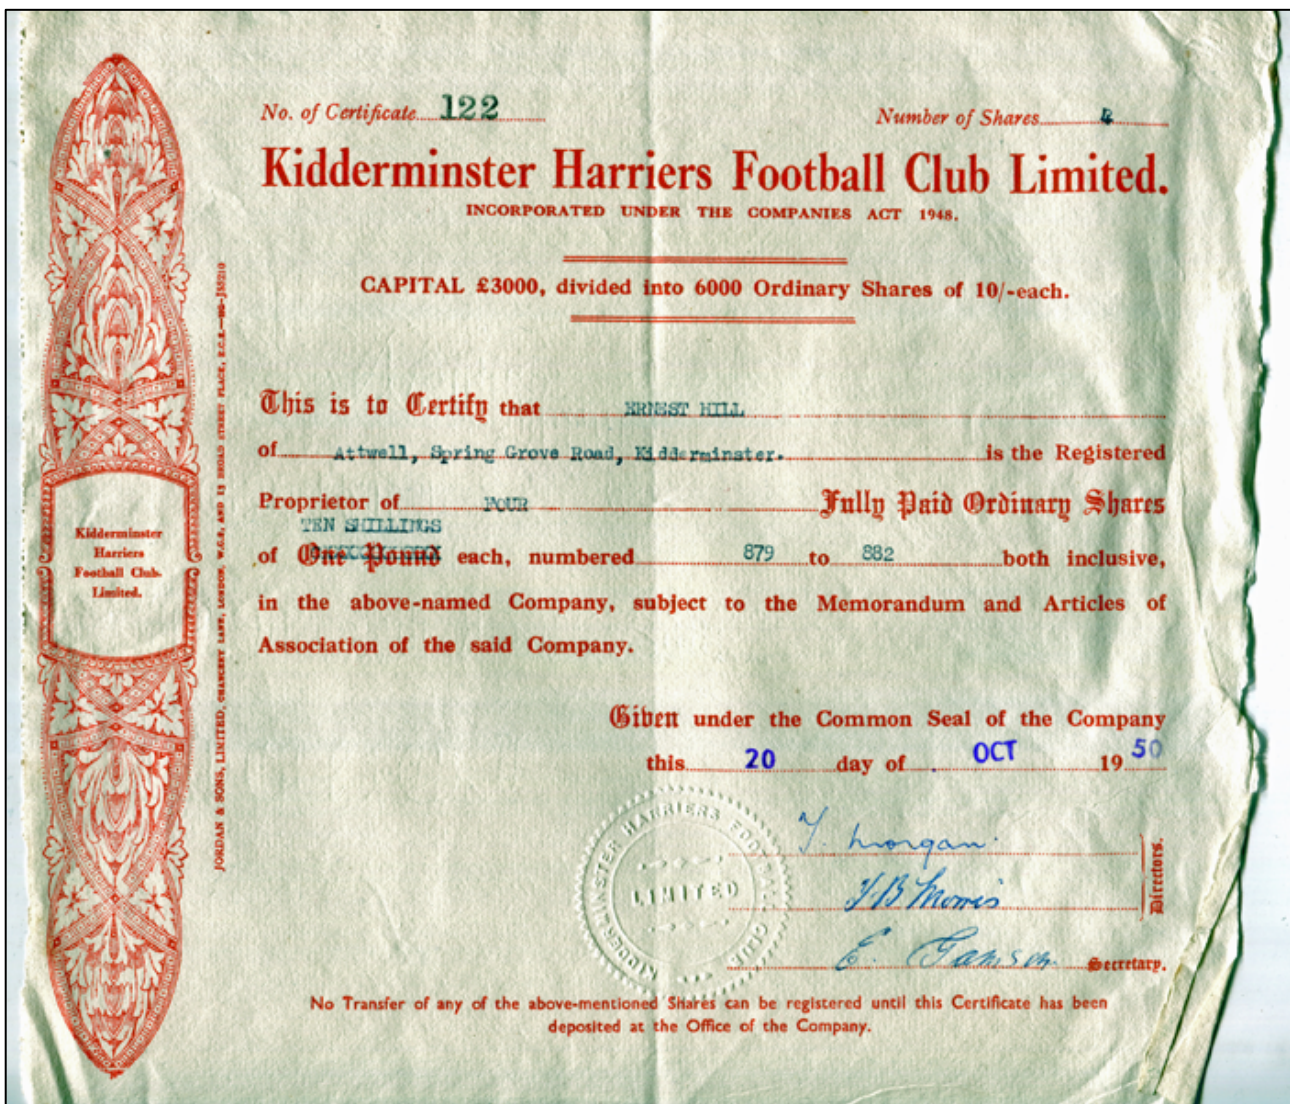 No. of Certificate 122
Number of Shares 4
Kidderminster Harriers Football Club Limited.
INCORPORATED UNDER THE COMPANIES ACT 1948.
CAPITAL £3000, divided into 6000 Ordinary Shares of 10/-each.
This is to Certify that ERNEST HILL
of Attwell, Spring Grove Road, Kidderminster. is the Registered
Proprietor of FOUR Fully Paid Ordinary Shares
TEN SHILLINGS
of One Pound each, numbered 879 to 882 both inclusive,
in the above-named Company, subject to the Memorandum and Articles of
Association of the said Company.
Given under the Common Seal of the Company
this 20 day of OCT 1950
T. Morgan.
Morris
Directors.
E. Secretary.
No Transfer of any of the above-mentioned Shares can be registered until this Certificate has been
deposited at the Office of the Company.
Kidderminster
Harriers
Football Club.
Limited.
JORDAN & SONS, LIMITED, CHANCERY LANE, LONDON, W.C.2, AND 13 BROAD STREET PLACE, E.C.2.
KIDDERMINSTER HARRIERS FOOTBALL CLUB
LIMITED